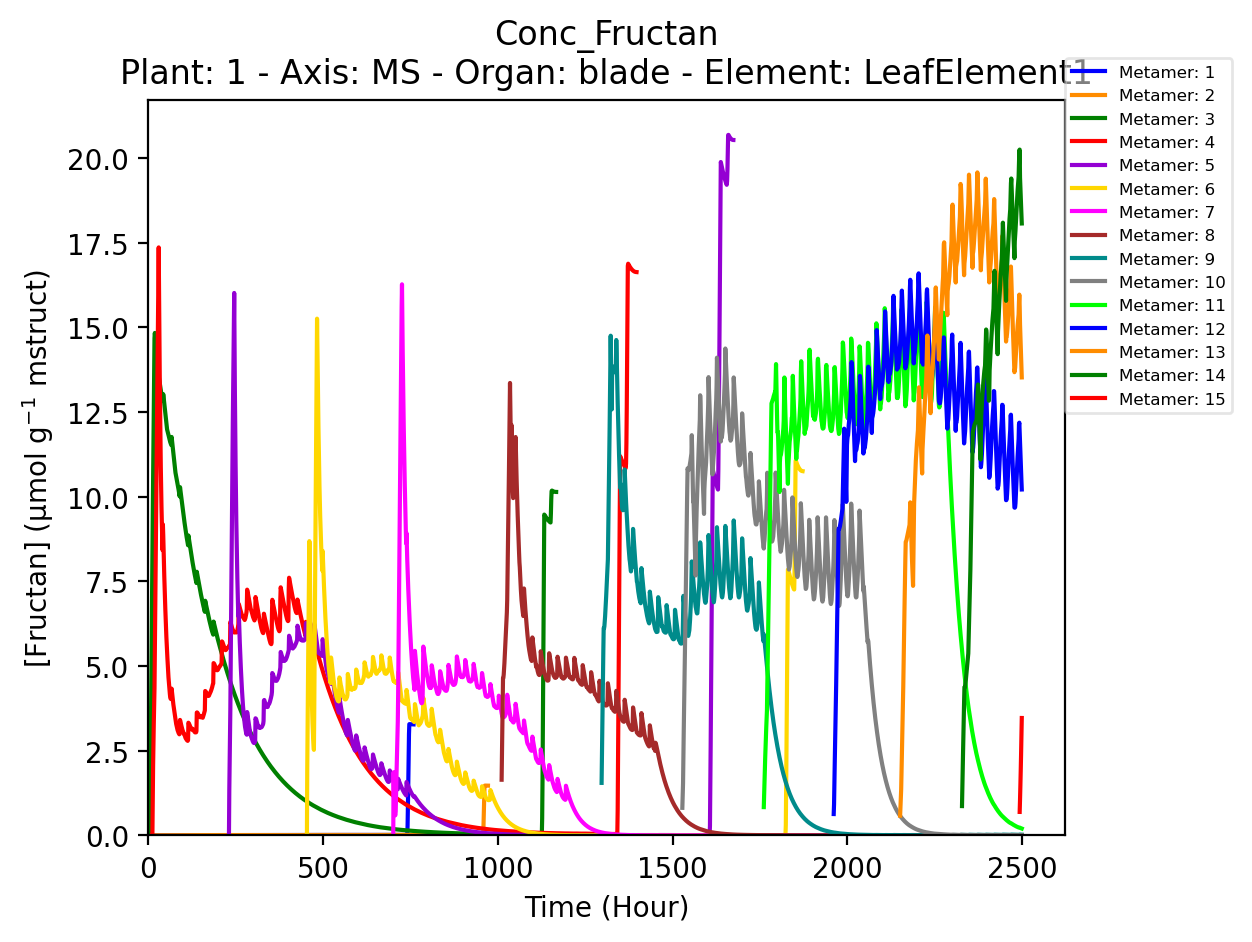 Conc_Fructan
Plant: 1 - Axis: MS - Organ: blade - Element: LeafElement1
Metamer: 1
Metamer: 2
Metamer: 3
Metamer: 4
Metamer: 5
Metamer: 6
Metamer: 7
Metamer: 8
Metamer: 9
Metamer: 10
Metamer: 11
Metamer: 12
Metamer: 13
Metamer: 14
Metamer: 15
[Fructan] (µmol g⁻¹ mstruct)
20.0
17.5
15.0
12.5
10.0
7.5
5.0
2.5
0.0
0 500 1000 1500 2000 2500
Time (Hour)